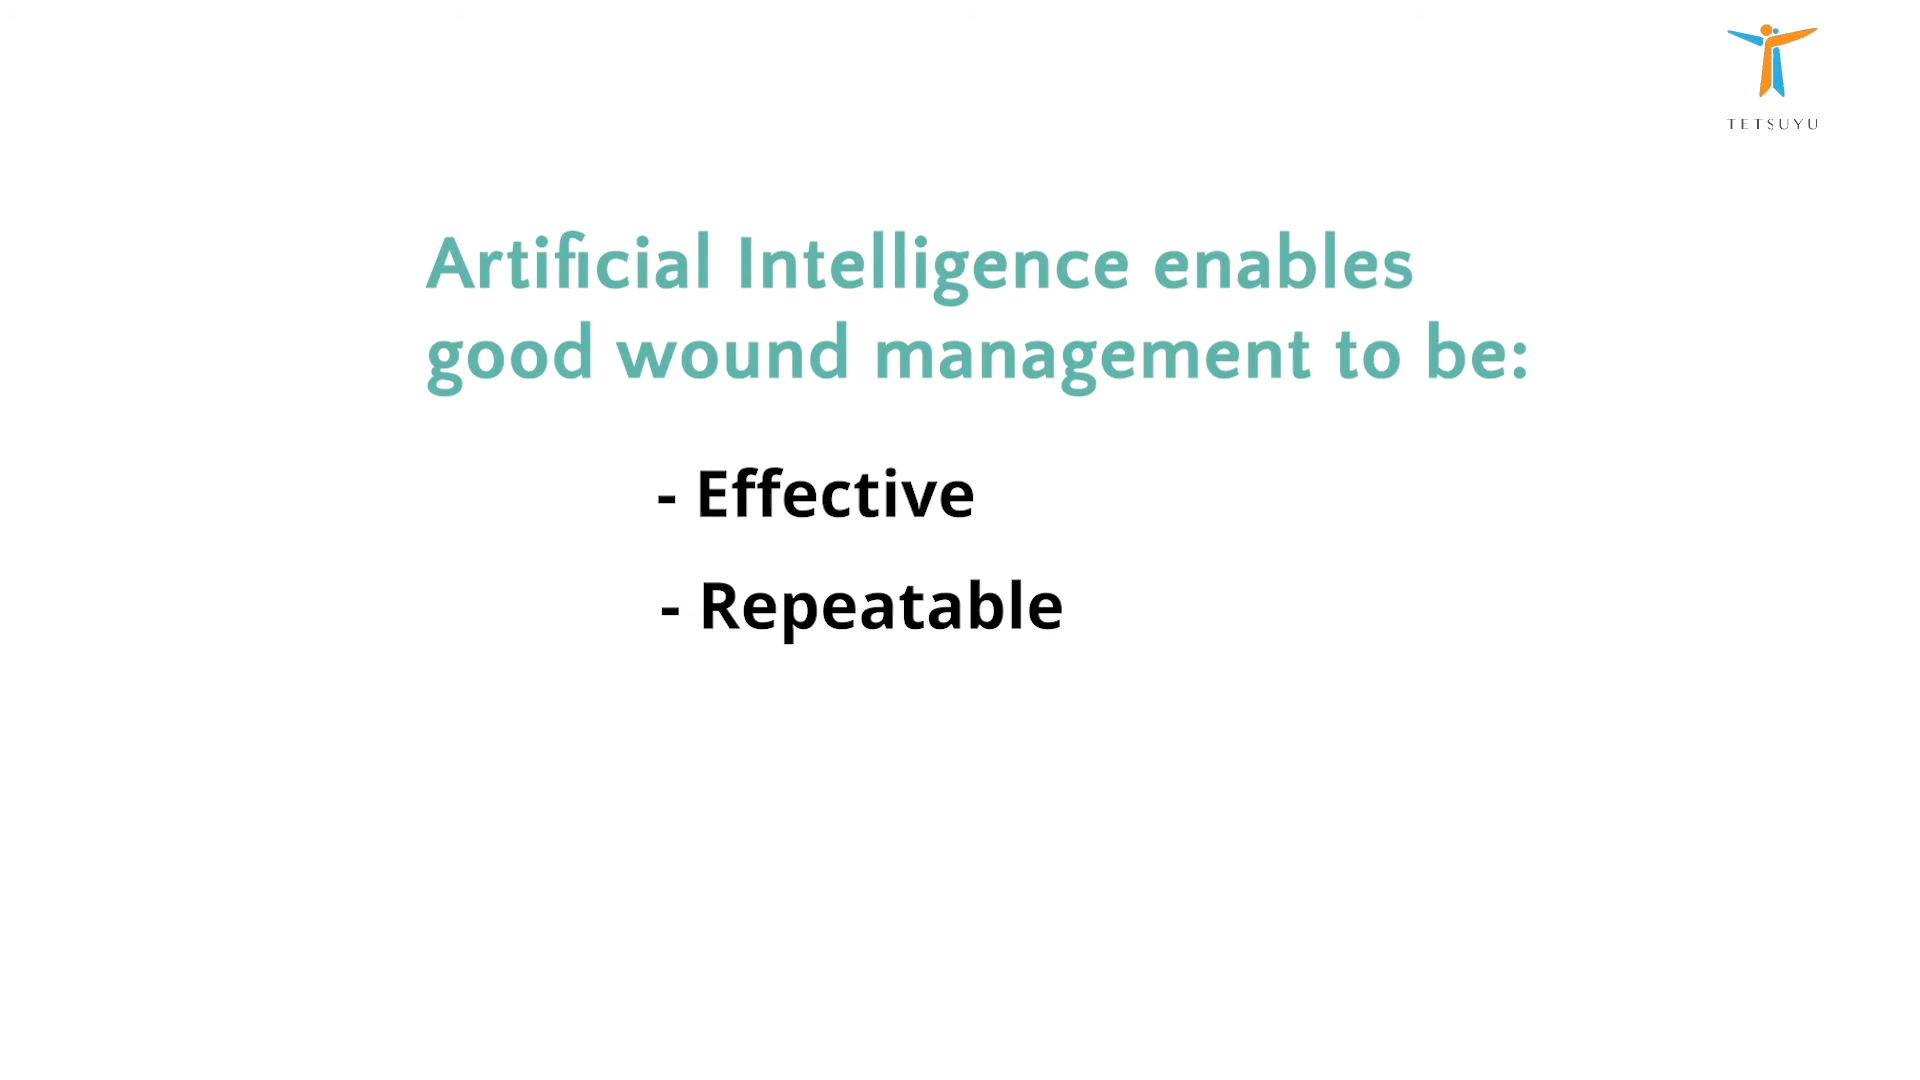 TETSUYU
Artificial Intelligence enables
good wound management to be:
- Effective
- Repeatable